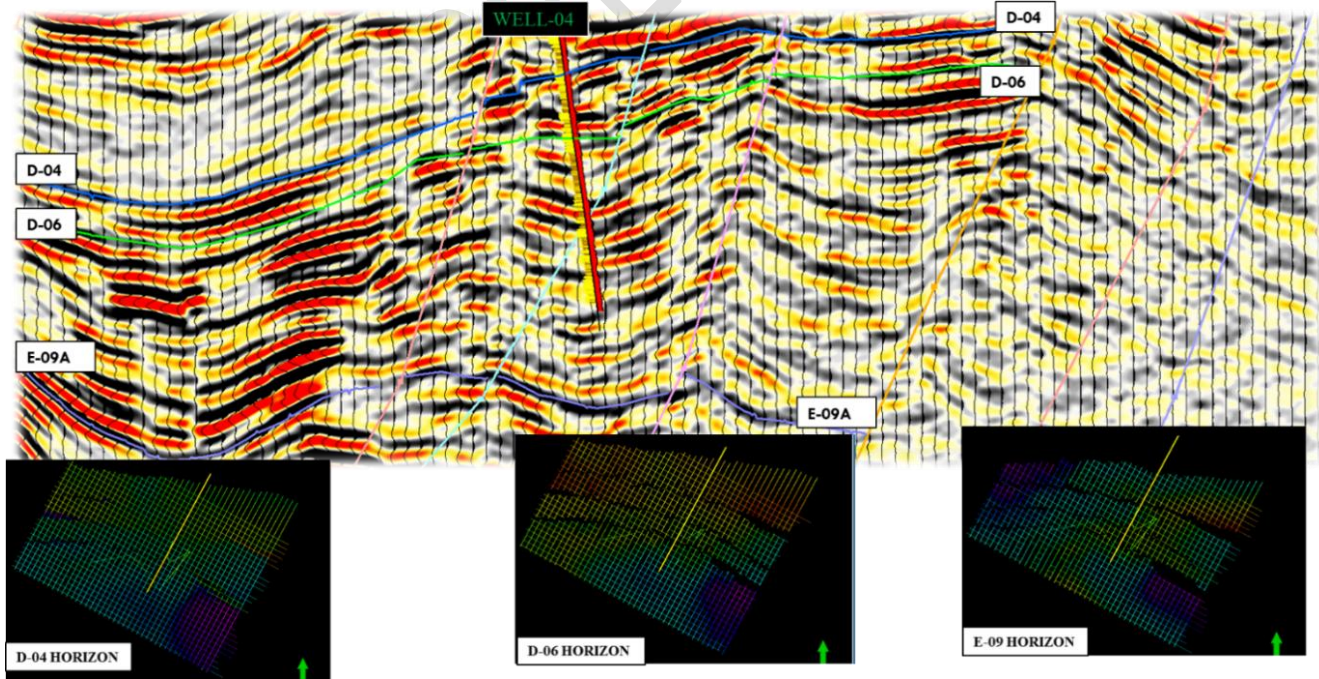 WELL-04
D-04
D-06
D-04
D-06
E-09A
E-09A
D-04 HORIZON
D-06 HORIZON
E-09 HORIZON